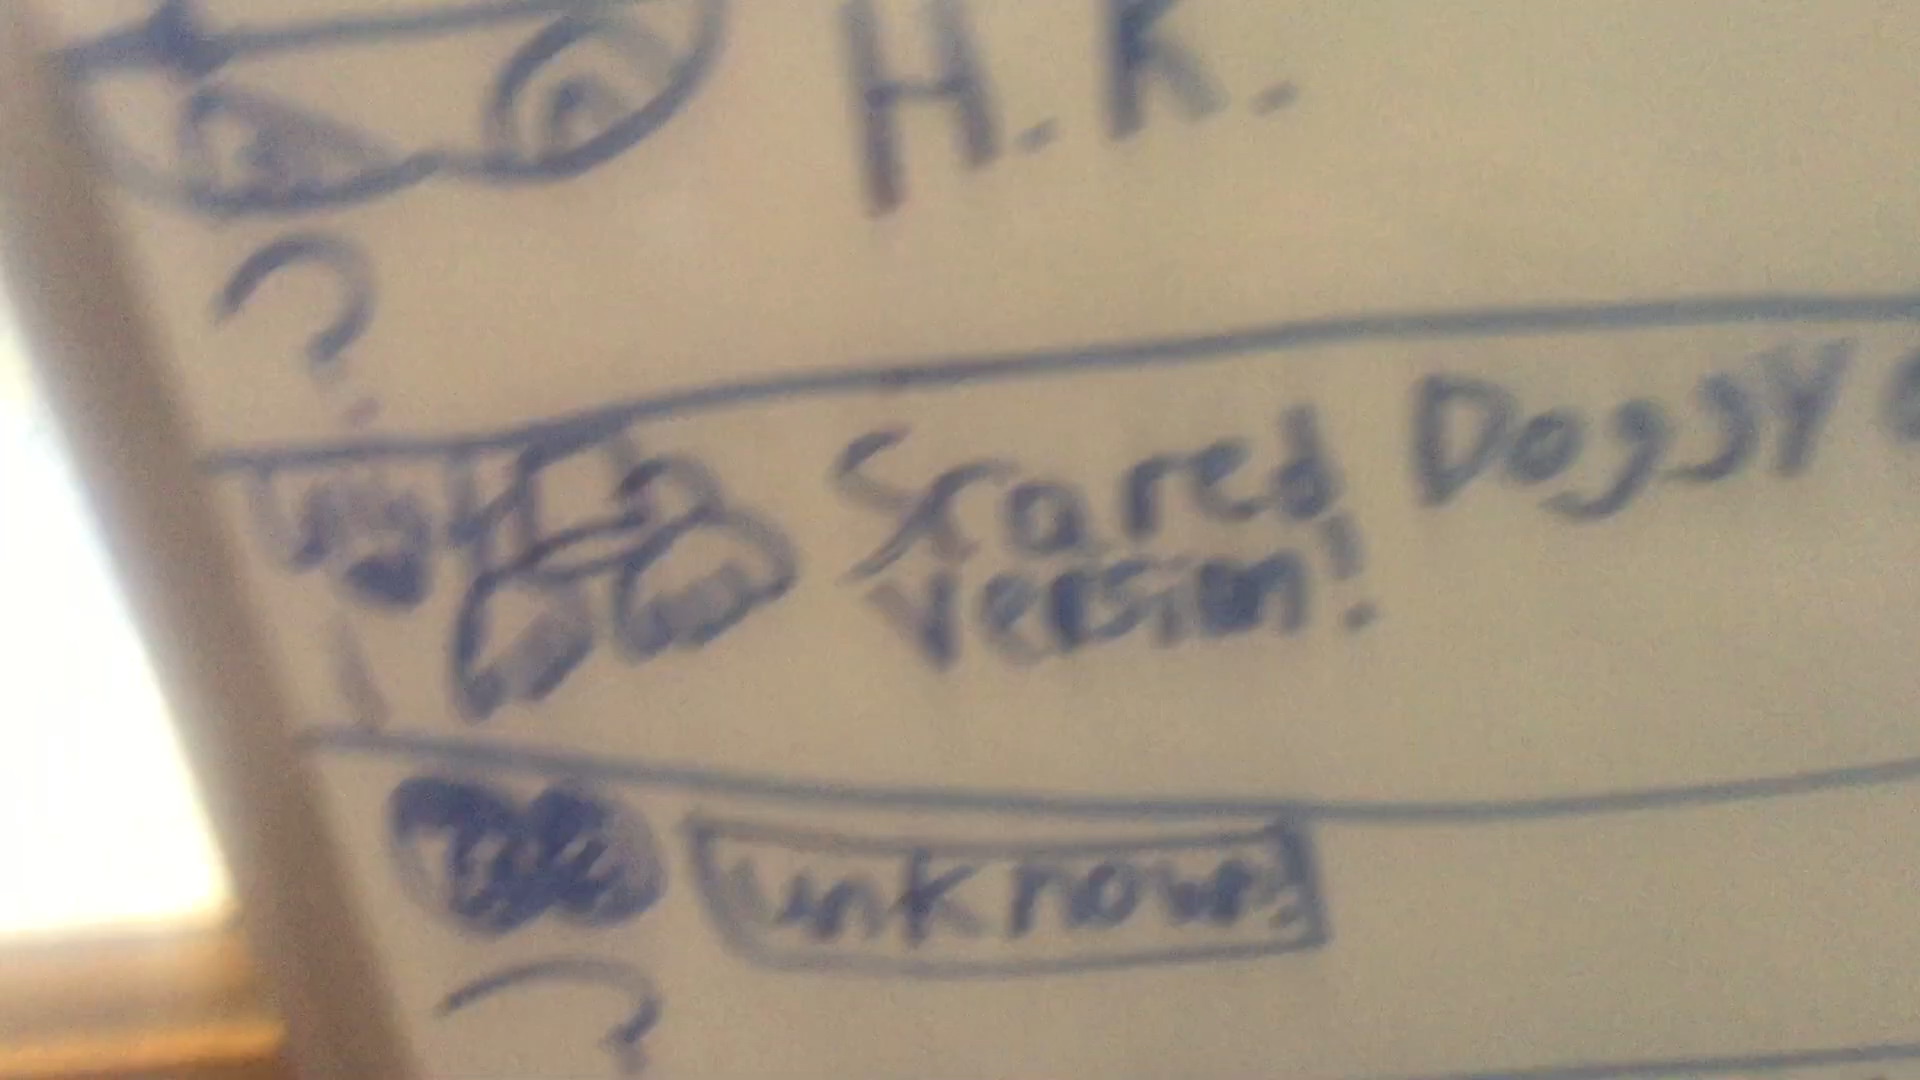 H.K.
?
Scared Doggy
version!
unknown?
?